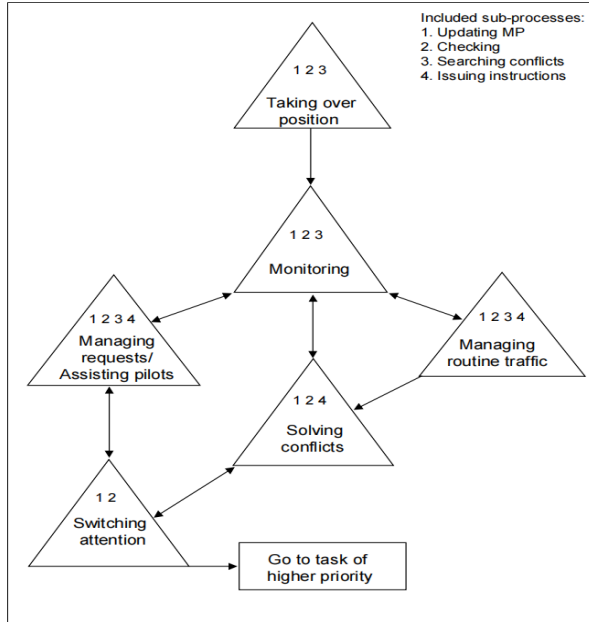 Included sub-processes:
1. Updating MP
2. Checking
3. Searching conflicts
4. Issuing instructions
1 2 3
Taking over
position
1 2 3
Monitoring
1 2 3 4
Managing
requests/
Assisting pilots
1 2 3 4
Managing
routine traffic
1 2 4
Solving
conflicts
1 2
Switching
attention
Go to task of
higher priority